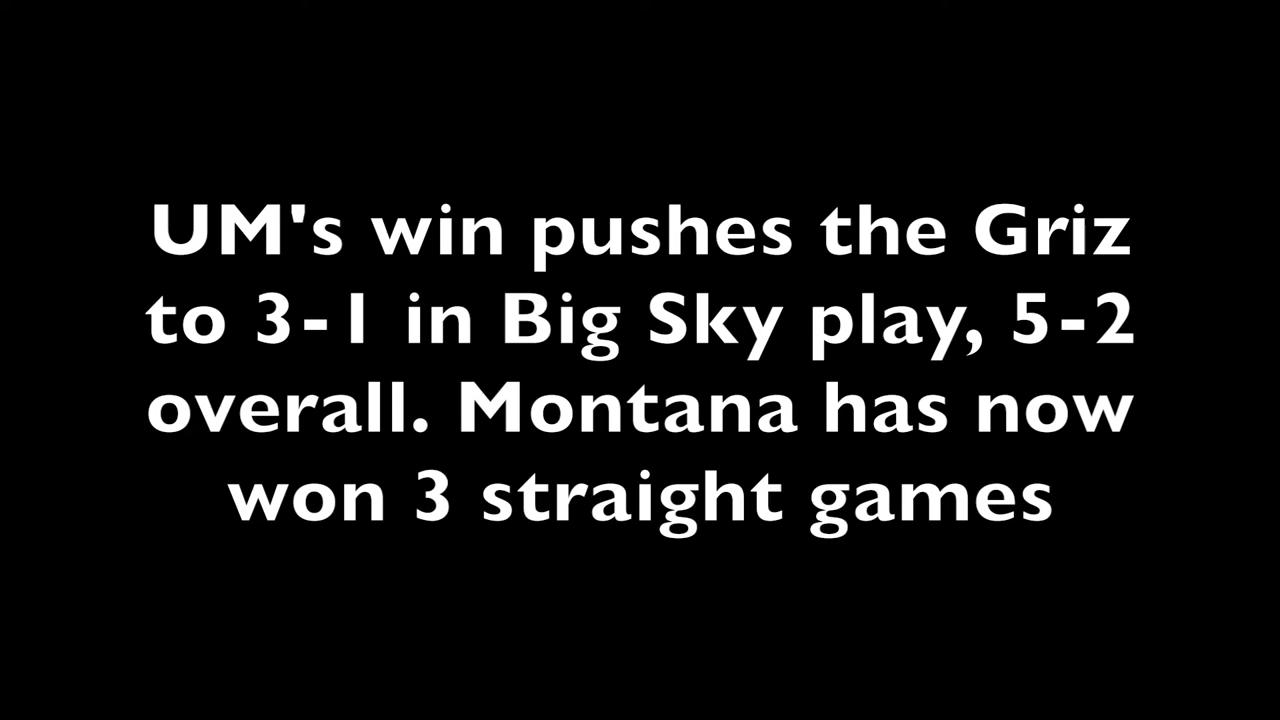 UM's win pushes the Griz
to 3-1 in Big Sky play, 5-2
overall. Montana has now
won 3 straight games